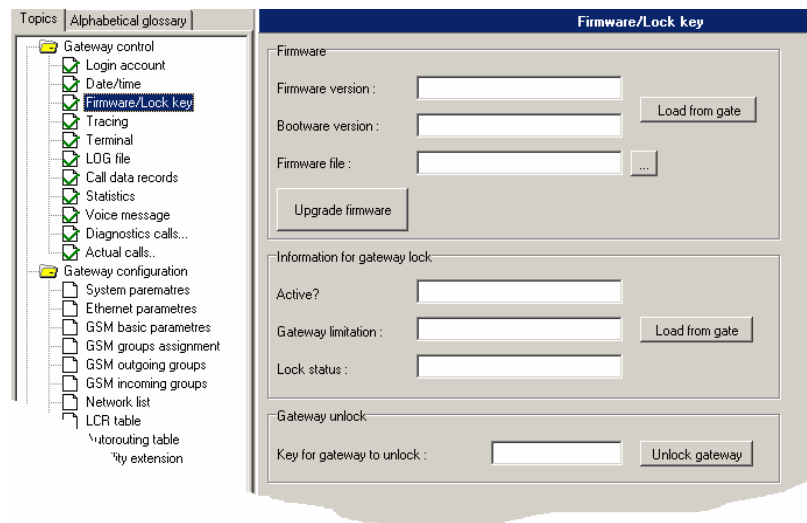 Topics
Alphabetical glossary
Gateway control
Login account
Date/time
Firmware/Lock key
Tracing
Terminal
LOG file
Call data records
Statistics
Voice message
Diagnostics calls...
Actual calls..
Gateway configuration
System parematres
Ethernet parametres
GSM basic parametres
GSM groups assignment
GSM outgoing groups
GSM incoming groups
Network list
LCR table
table
extension
Firmware/Lock key
Firmware
Firmware version :
Load from gate
Bootware version :
Firmware file :
...
Upgrade firmware
Information for gateway lock
Active?
Gateway limitation :
Load from gate
Lock status :
Gateway unlock
Key for gateway to unlock :
Unlock gateway